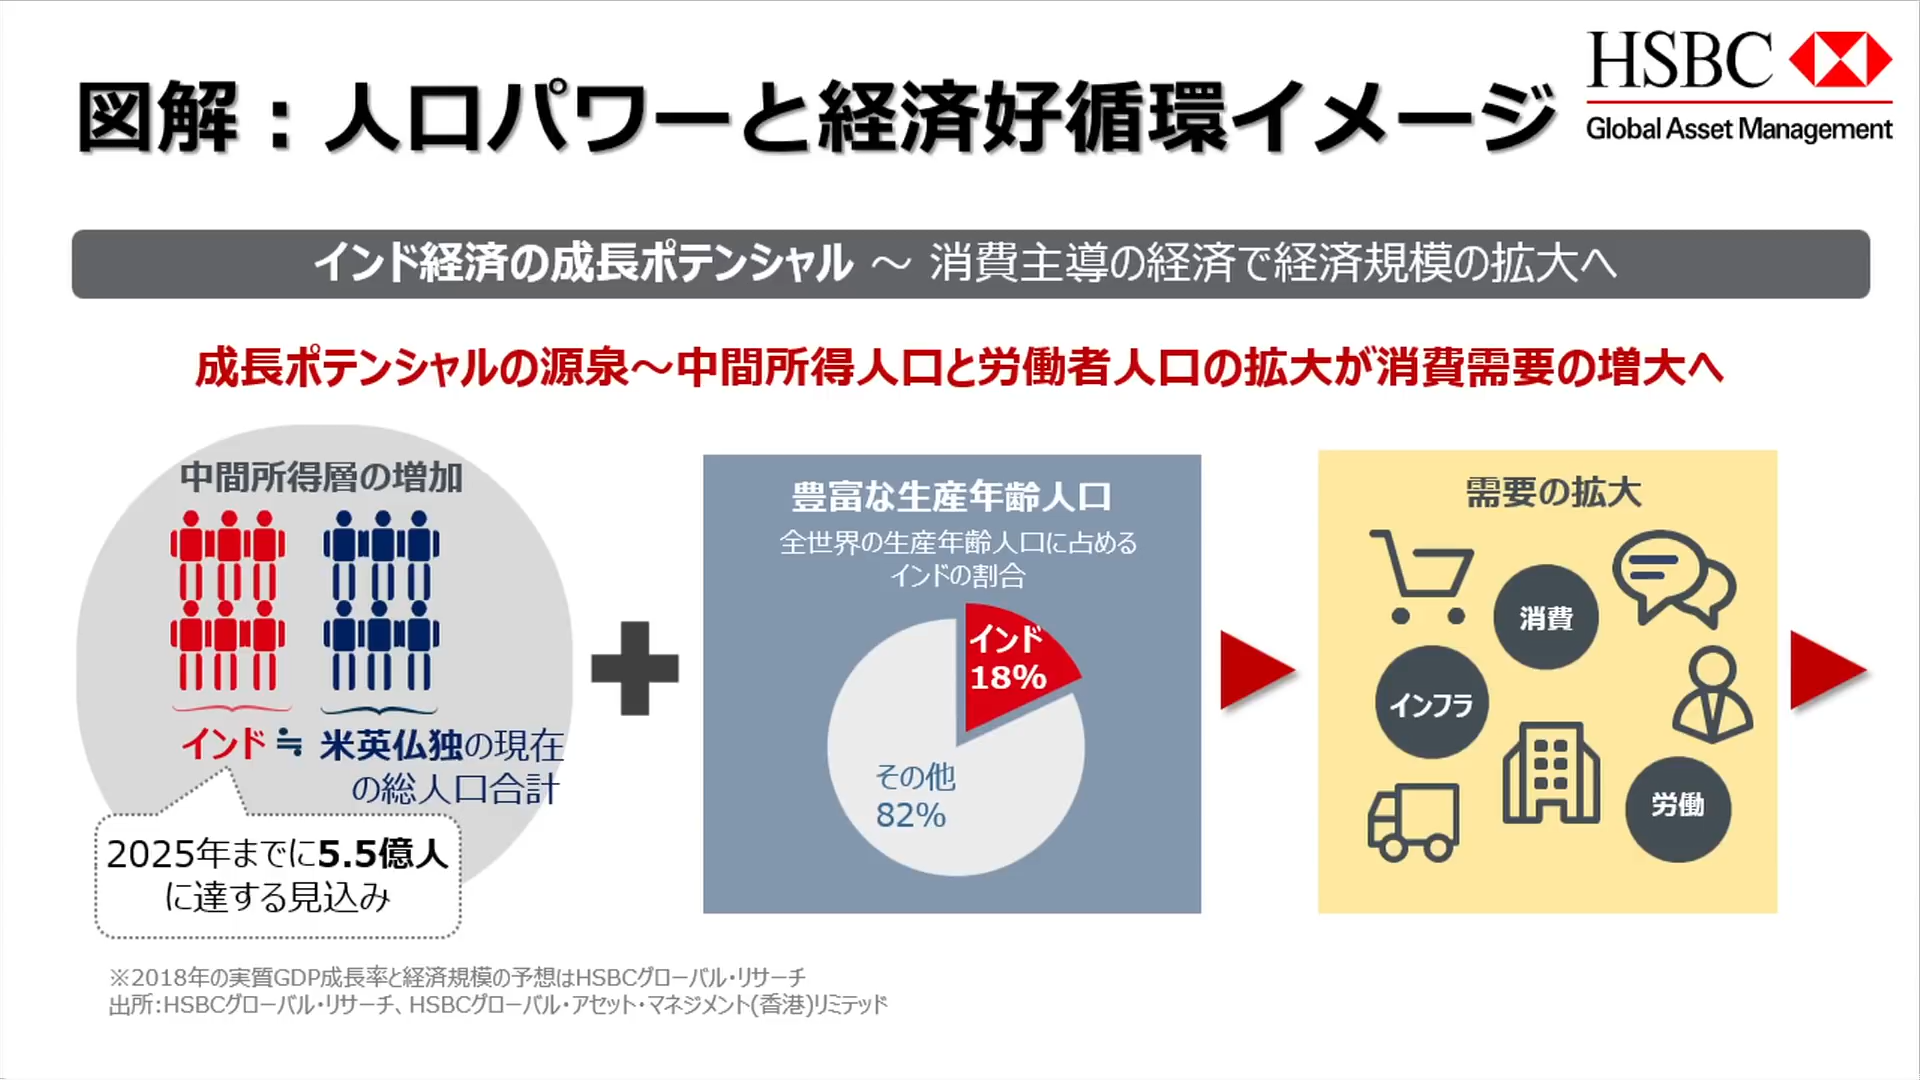 図解：人口パワーと経済好循環イメージ
HSBC
Global Asset Management
インド経済の成長ポテンシャル ～ 消費主導の経済で経済規模の拡大へ
成長ポテンシャルの源泉～中間所得人口と労働者人口の拡大が消費需要の増大へ
中間所得層の増加
インド ≒ 米英仏独の現在
の総人口合計
2025年までに5.5億人
に達する見込み
豊富な生産年齢人口
全世界の生産年齢人口に占める
インドの割合
インド
18%
その他
82%
需要の拡大
消費
インフラ
労働
※2018年の実質GDP成長率と経済規模の予想はHSBCグローバル・リサーチ
出所：HSBCグローバル・リサーチ、HSBCグローバル・アセット・マネジメント(香港)リミテッド